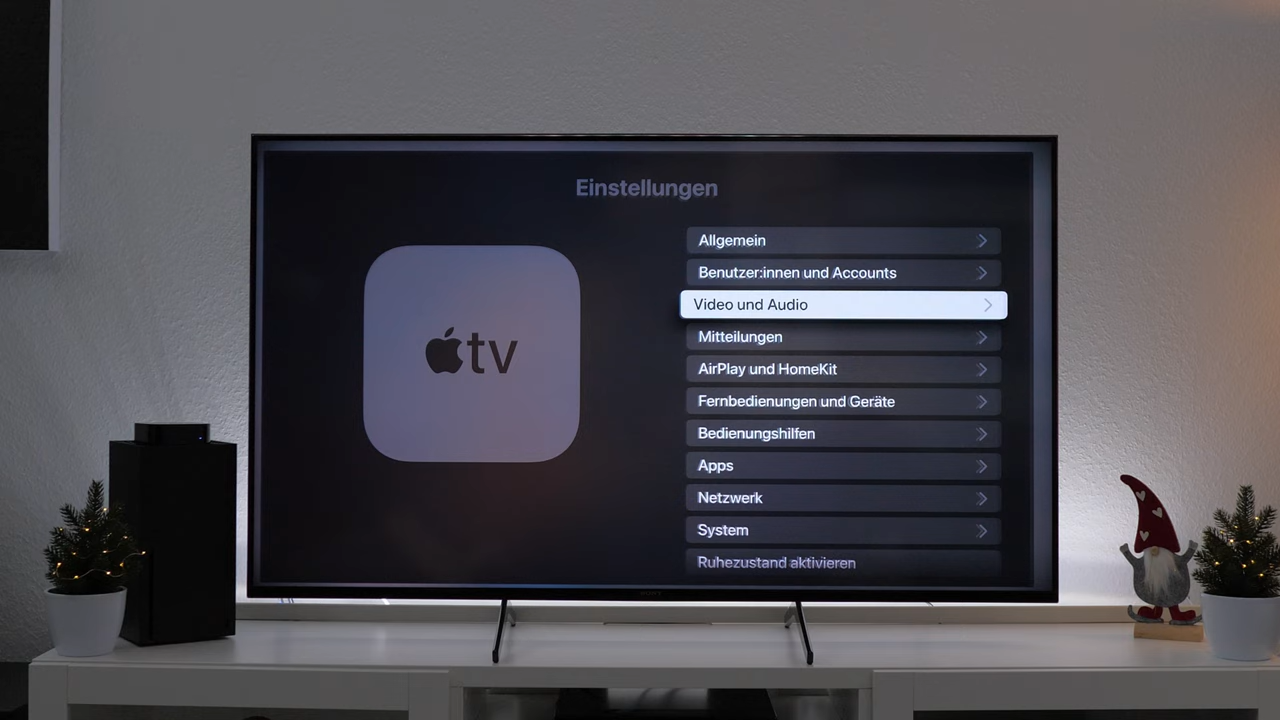 Einstellungen
tv
Allgemein
Benutzer:innen und Accounts
Video und Audio
Mitteilungen
AirPlay und HomeKit
Fernbedienungen und Geräte
Bedienungshilfen
Apps
Netzwerk
System
Ruhezustand aktivieren
SONY